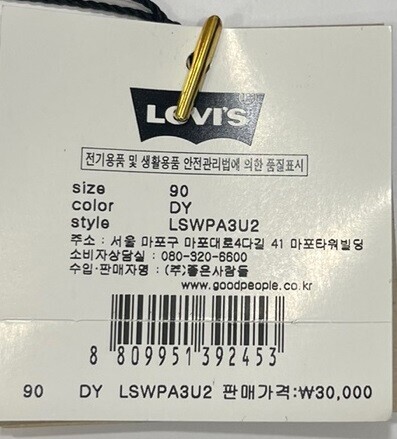 LEVI'S
전기용품 및 생활용품 안전관리법에 의한 품질표시
size 90
color DY
style LSWPA3U2
주소 : 서울 마포구 마포대로4다길 41 마포타워빌딩
소비자상담실 : 080-320-6600
수입·판매자명 : (주)좋은사람들
www.goodpeople.co.kr
8 809951 392453
90 DY LSWPA3U2 판매가격:₩30,000